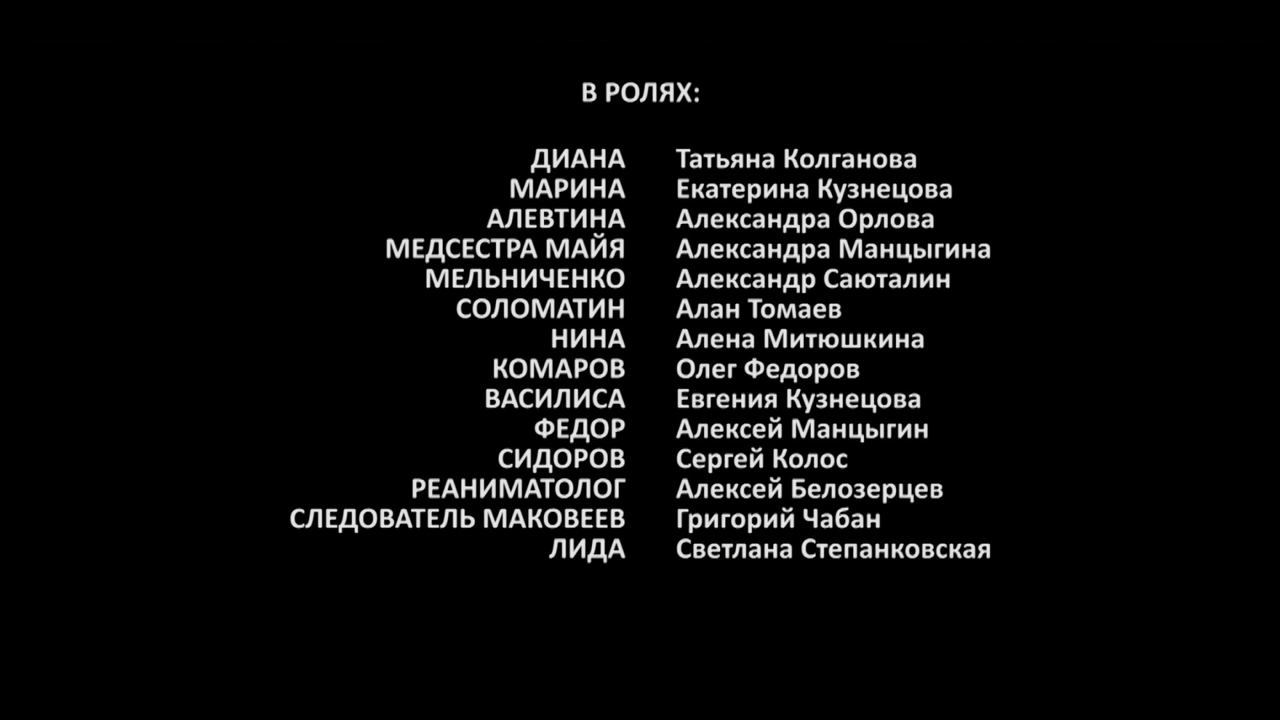 В РОЛЯХ:
ДИАНА Татьяна Колганова
МАРИНА Екатерина Кузнецова
АЛЕВТИНА Александра Орлова
МЕДСЕСТРА МАЙЯ Александра Манцыгина
МЕЛЬНИЧЕНКО Александр Саюталин
СОЛОМАТИН Алан Томаев
НИНА Алена Митюшкина
КОМАРОВ Олег Федоров
ВАСИЛИСА Евгения Кузнецова
ФЕДОР Алексей Манцыгин
СИДОРОВ Сергей Колос
РЕАНИМАТОЛОГ Алексей Белозерцев
СЛЕДОВАТЕЛЬ МАКОВЕЕВ Григорий Чабан
ЛИДА Светлана Степанковская